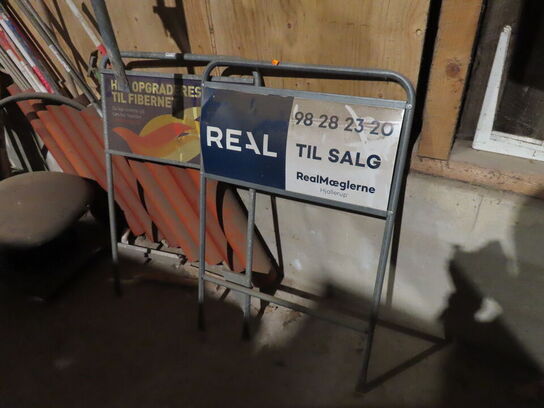 TIL FIBERNET
REAL
98 28 23 20
TIL SALG
RealMæglerne
Hjallerup